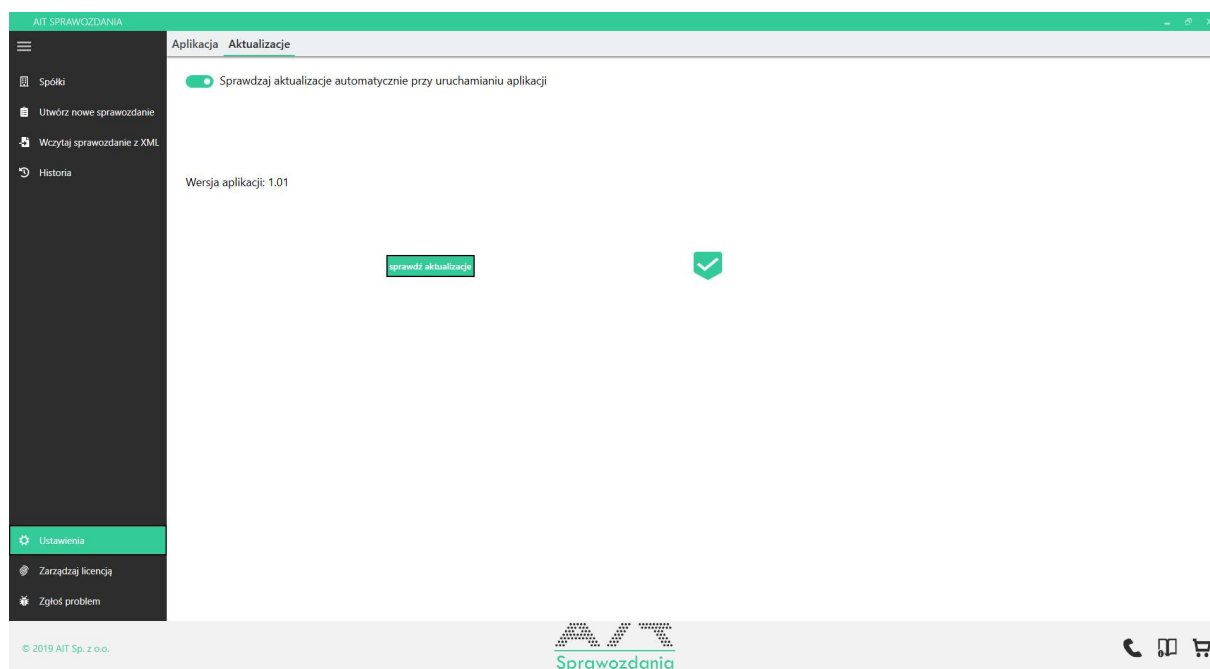 AIT SPRAWOZDANIA
Aplikacja Aktualizacje
Spółki
Utwórz nowe sprawozdanie
Wczytaj sprawozdanie z XML
Historia
Sprawdzaj aktualizacje automatycznie przy uruchamianiu aplikacji
Wersja aplikacji: 1.01
sprawdź aktualizacje
Ustawienia
Zarządzaj licencją
Zgłoś problem
© 2019 AIT Sp. z o.o.
AIT
Sprawozdania